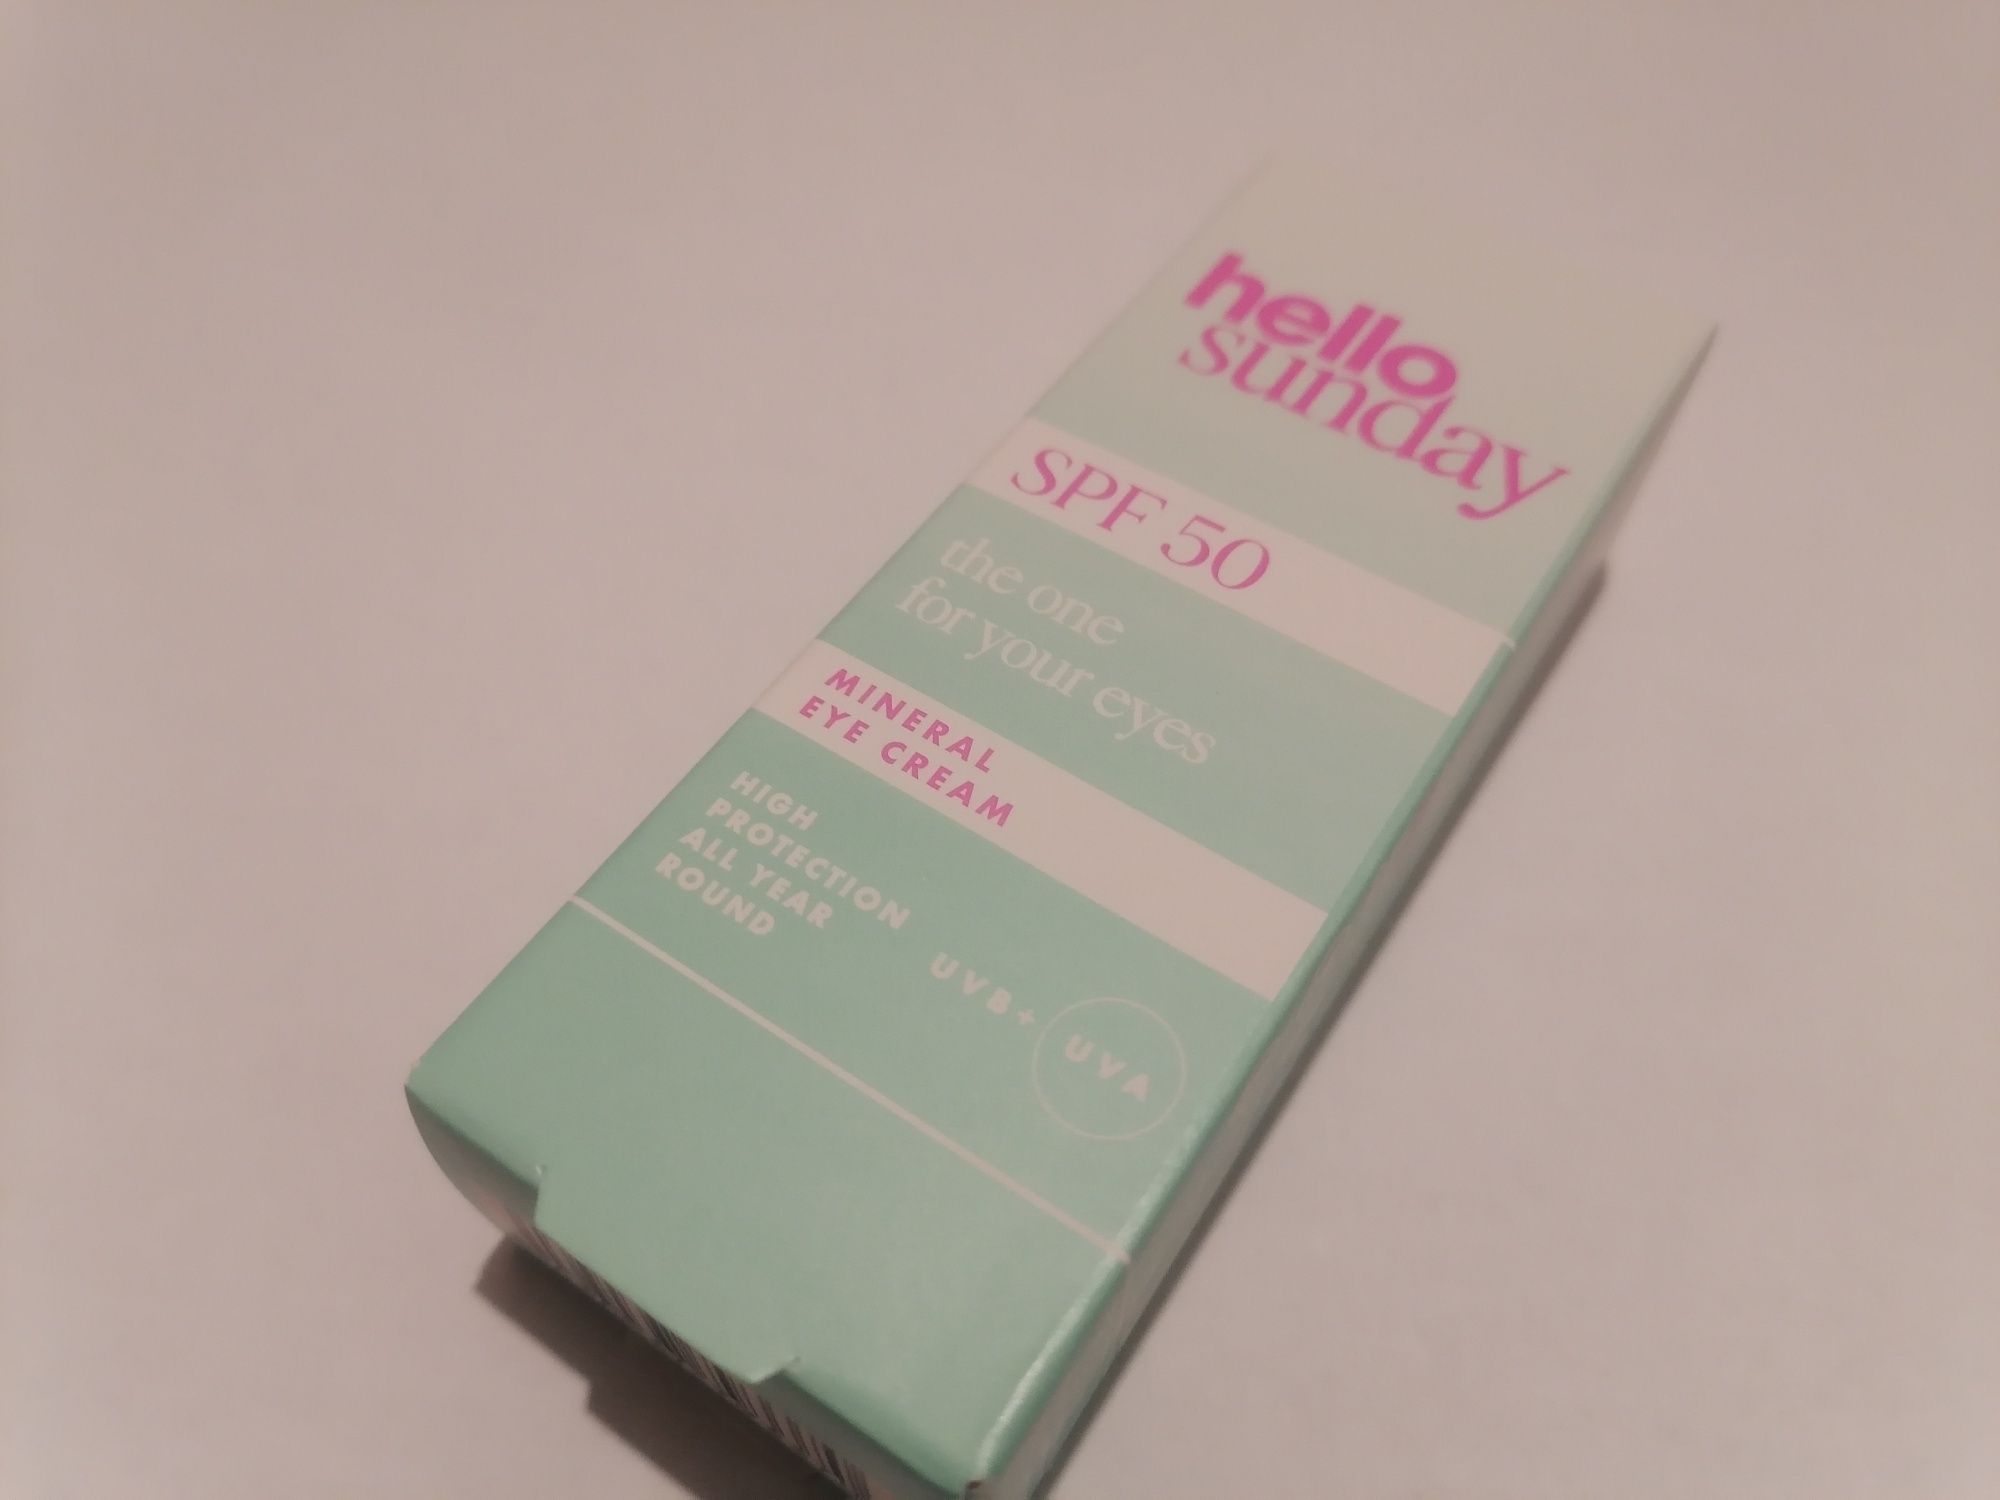 hello
sunday
SPF 50
the one
for your eyes
MINERAL
EYE CREAM
HIGH
PROTECTION
ALL YEAR
ROUND
UVB+
UVA